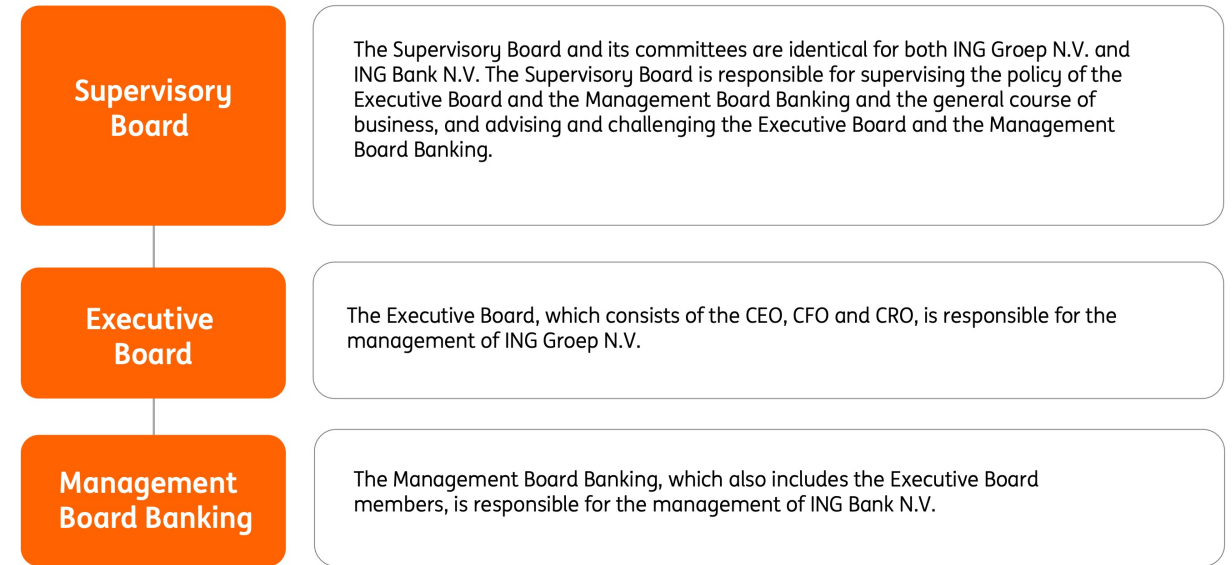 Supervisory
Board
The Supervisory Board and its committees are identical for both ING Groep N.V. and
ING Bank N.V. The Supervisory Board is responsible for supervising the policy of the
Executive Board and the Management Board Banking and the general course of
business, and advising and challenging the Executive Board and the Management
Board Banking.
Executive
Board
The Executive Board, which consists of the CEO, CFO and CRO, is responsible for the
management of ING Groep N.V.
Management
Board Banking
The Management Board Banking, which also includes the Executive Board
members, is responsible for the management of ING Bank N.V.